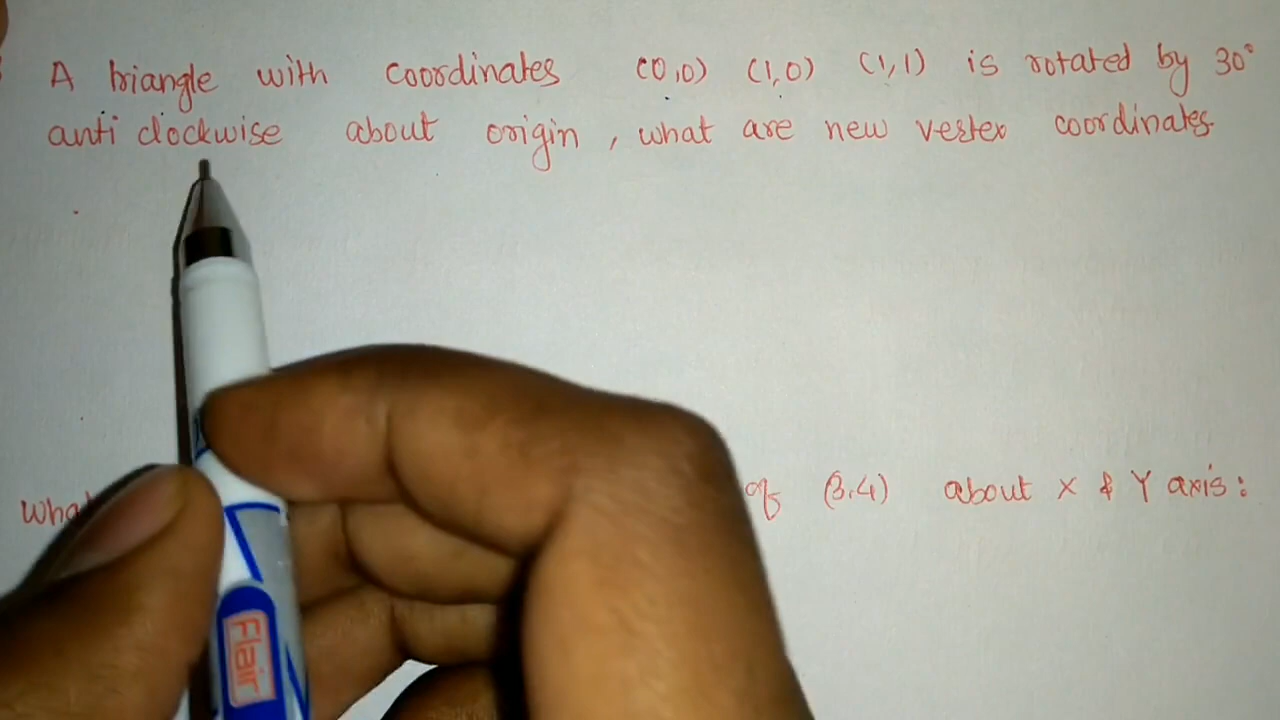 A triangle with coordinates (0,0) (1,0) (1,1) is rotated by 30°
anti clockwise about origin, what are new vertex coordinates.
of (3,4) about X & Y axis:
Flair